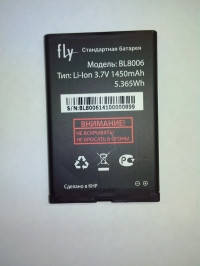 fly Стандартная батарея
Модель: BL8006
Тип: Li-Ion 3.7V 1450mAh
5.365Wh
S/N: BL800614100000899
ВНИМАНИЕ!
НЕ ВСКРЫВАТЬ!
НЕ БРОСАТЬ В ОГОНЬ!
Сделано в КНР